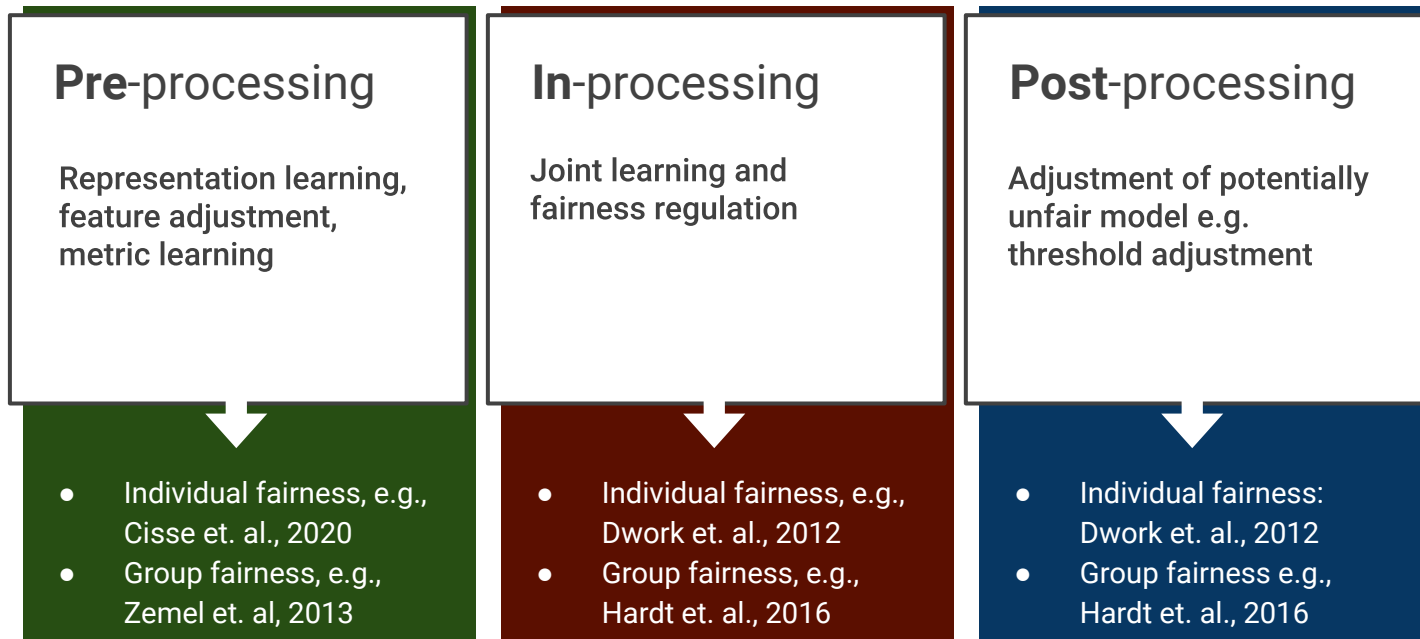 Pre-processing
Representation learning,
feature adjustment,
metric learning
● Individual fairness, e.g.,
Cisse et. al., 2020
● Group fairness, e.g.,
Zemel et. al, 2013
In-processing
Joint learning and
fairness regulation
● Individual fairness, e.g.,
Dwork et. al., 2012
● Group fairness, e.g.,
Hardt et. al., 2016
Post-processing
Adjustment of potentially
unfair model e.g.
threshold adjustment
● Individual fairness:
Dwork et. al., 2012
● Group fairness e.g.,
Hardt et. al., 2016